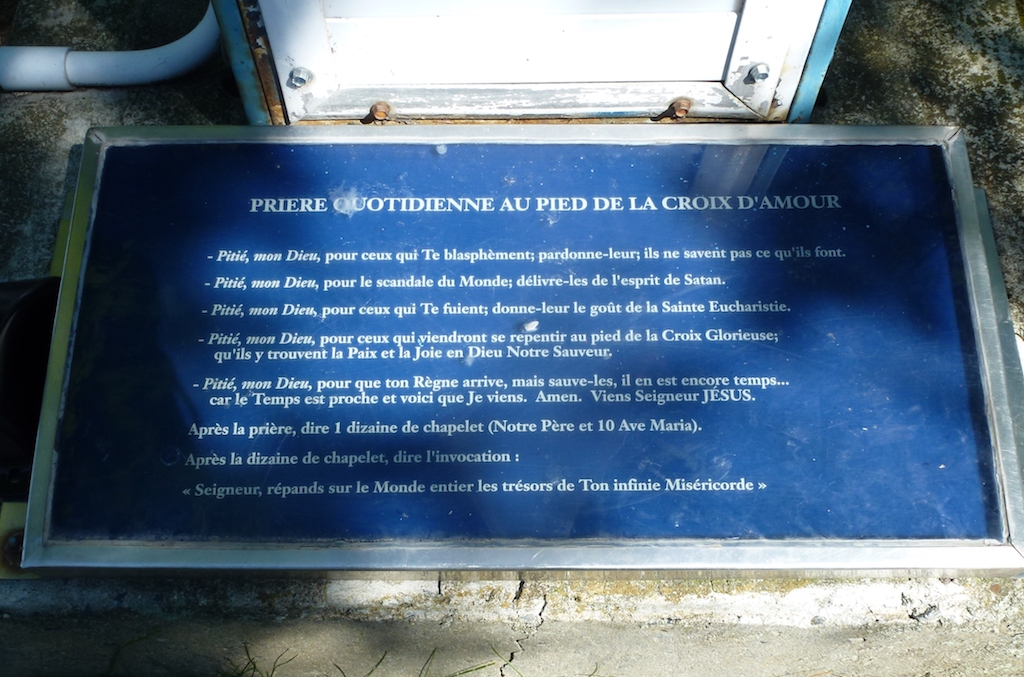 PRIERE QUOTIDIENNE AU PIED DE LA CROIX D'AMOUR
- Pitié, mon Dieu, pour ceux qui Te blasphèment; pardonne-leur; ils ne savent pas ce qu'ils font.
- Pitié, mon Dieu, pour le scandale du Monde; délivre-les de l'esprit de Satan.
- Pitié, mon Dieu, pour ceux qui Te fuient; donne-leur le goût de la Sainte Eucharistie.
- Pitié, mon Dieu, pour ceux qui viendront se repentir au pied de la Croix Glorieuse;
qu'ils y trouvent la Paix et la Joie en Dieu Notre Sauveur.
- Pitié, mon Dieu, pour que ton Règne arrive, mais sauve-les, il en est encore temps...
car le Temps est proche et voici que Je viens. Amen. Viens Seigneur JÉSUS.
Après la prière, dire 1 dizaine de chapelet (Notre Père et 10 Ave Maria).
Après la dizaine de chapelet, dire l'invocation :
« Seigneur, répands sur le Monde entier les trésors de Ton infinie Miséricorde »